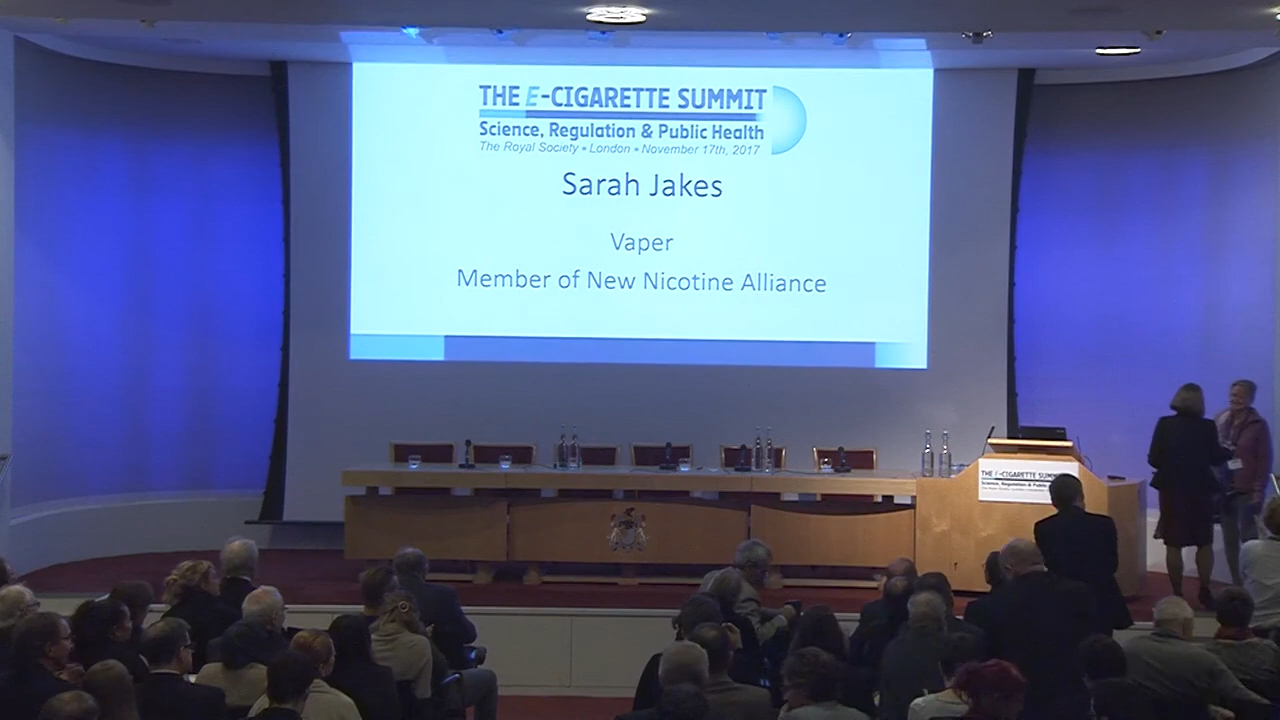 THE E-CIGARETTE SUMMIT
Science, Regulation & Public Health
The Royal Society • London • November 17th, 2017
Sarah Jakes
Vaper
Member of New Nicotine Alliance
THE E-CIGARETTE SUMMIT
Science, Regulation & Public